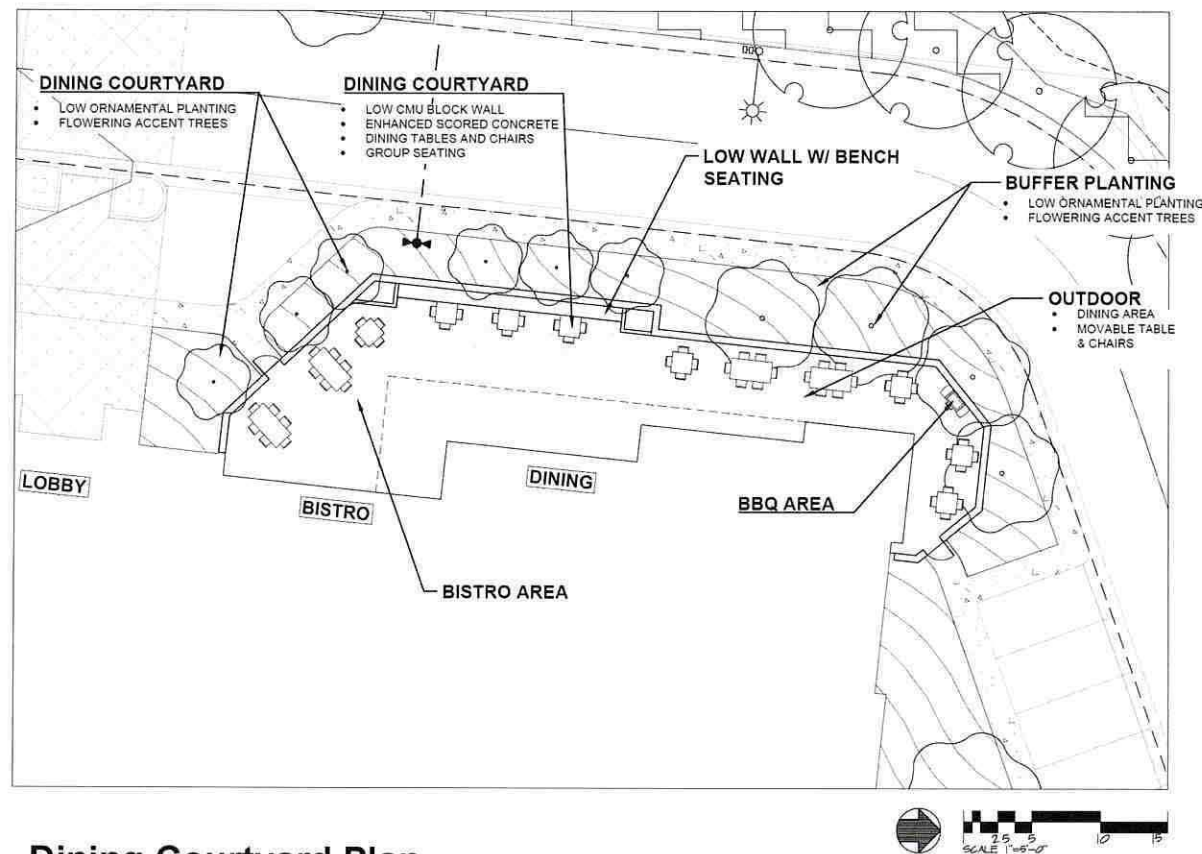 DINING COURTYARD
• LOW ORNAMENTAL PLANTING
• FLOWERING ACCENT TREES
DINING COURTYARD
• LOW CMU BLOCK WALL
• ENHANCED SCORED CONCRETE
• DINING TABLES AND CHAIRS
• GROUP SEATING
LOW WALL W/ BENCH
SEATING
BUFFER PLANTING
• LOW ORNAMENTAL PLANTING
• FLOWERING ACCENT TREES
OUTDOOR
• DINING AREA
• MOVABLE TABLE
& CHAIRS
LOBBY
BISTRO
DINING
BBQ AREA
BISTRO AREA
Dining Courtyard Plan
2.5 5 10 15
SCALE 1"=5'-0"